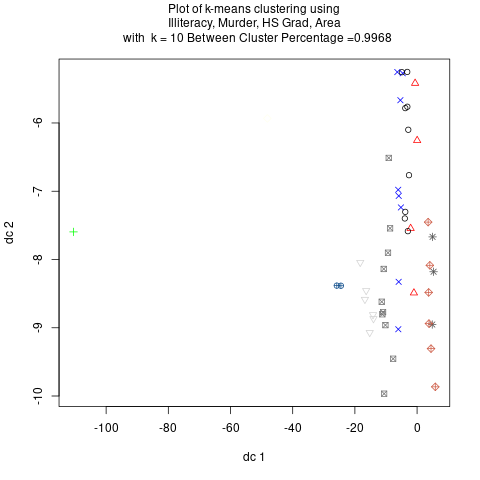 Plot of k-means clustering using
Illiteracy, Murder, HS Grad, Area
with k = 10 Between Cluster Percentage =0.9968
dc 2
-6
-7
-8
-9
-10
-100
-80
-60
-40
-20
0
dc 1